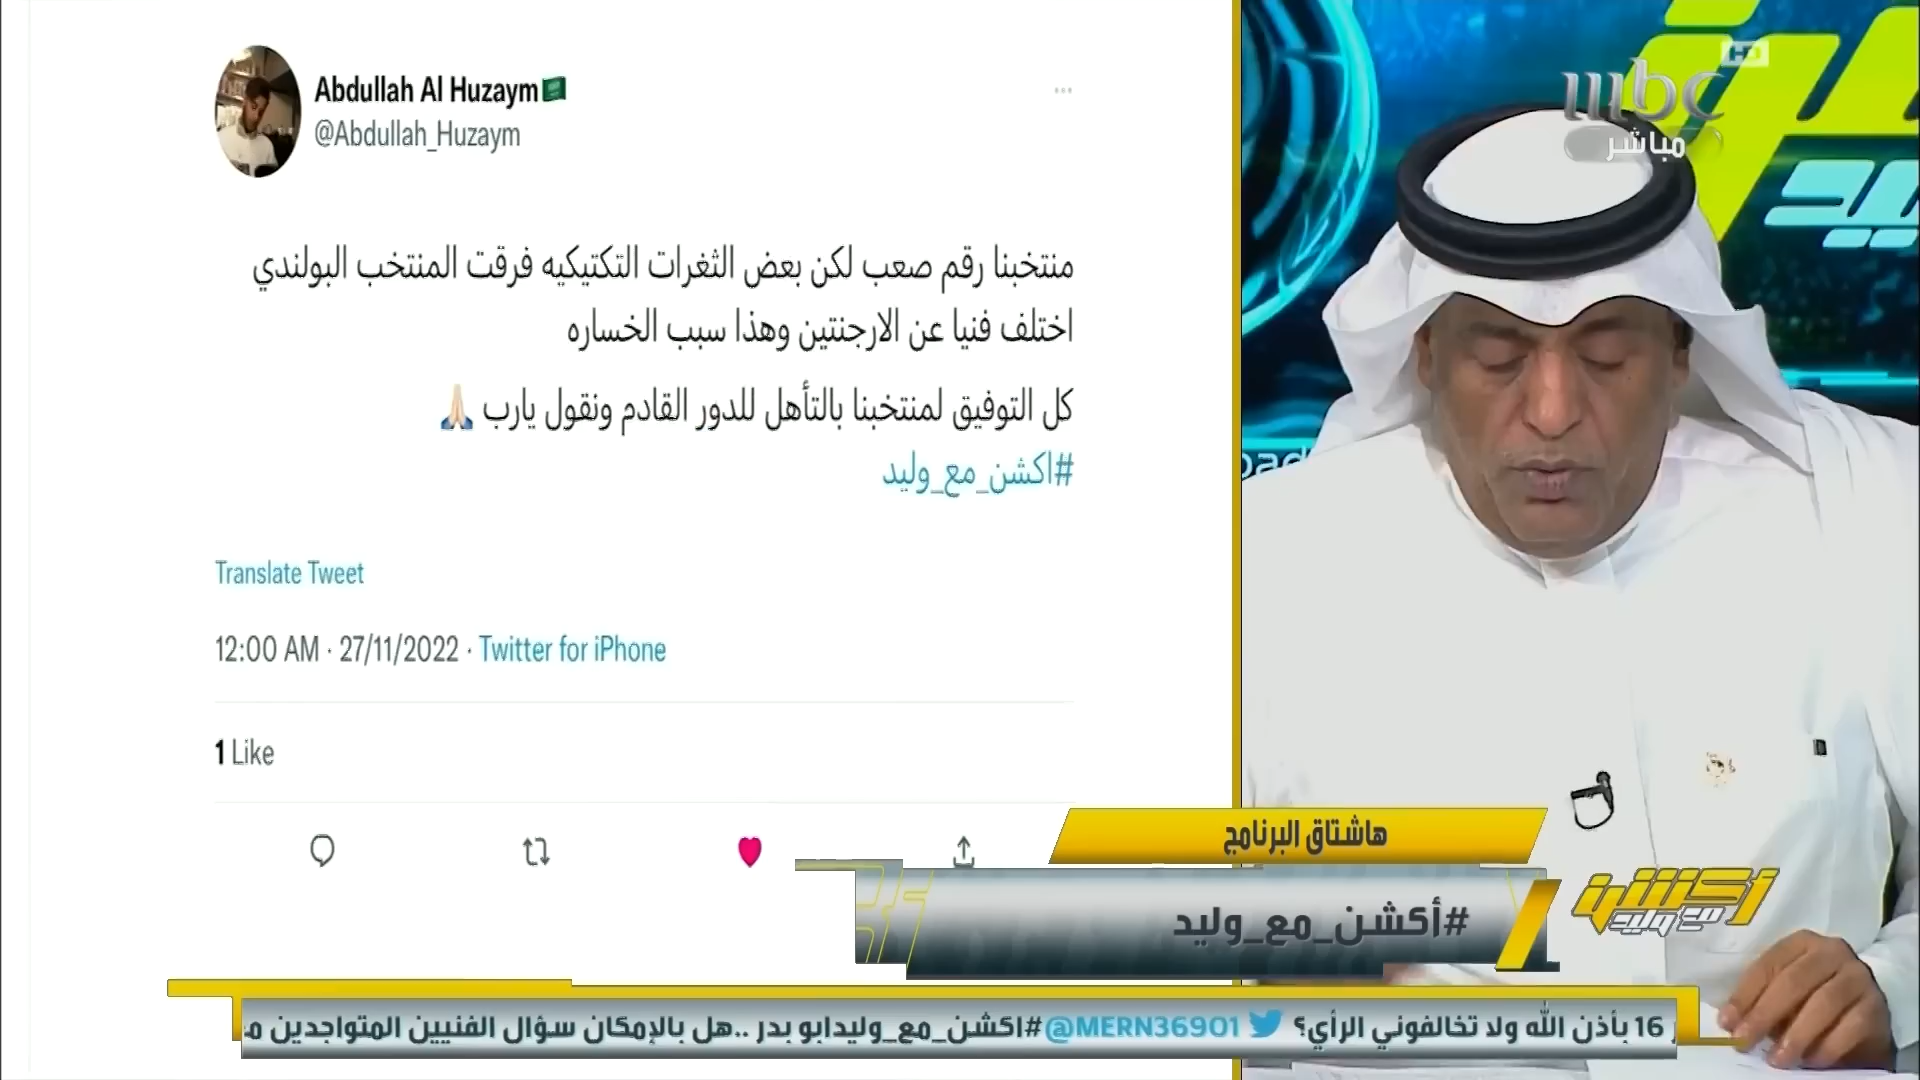 Abdullah Al Huzaym🇸🇦
@Abdullah_Huzaym
منتخبنا رقم صعب لكن بعض الثغرات التكتيكيه فرقت المنتخب البولندي
اختلف فنيا عن الارجنتين وهذا سبب الخساره
كل التوفيق لمنتخبنا بالتأهل للدور القادم ونقول يارب 🙏🏻
#اكشن_مع_وليد
Translate Tweet
12:00 AM · 27/11/2022 · Twitter for iPhone
1 Like
HD
mbc
مباشر
هاشتاق البرنامج
#أكشن_مع_وليد
أكشن
مع وليد
16 بأذن الله ولا تخالفوني الرأي؟ @MERN36901 #اكشن_مع_وليدابو بدر ..هل بالإمكان سؤال الفنيين المتواجدين